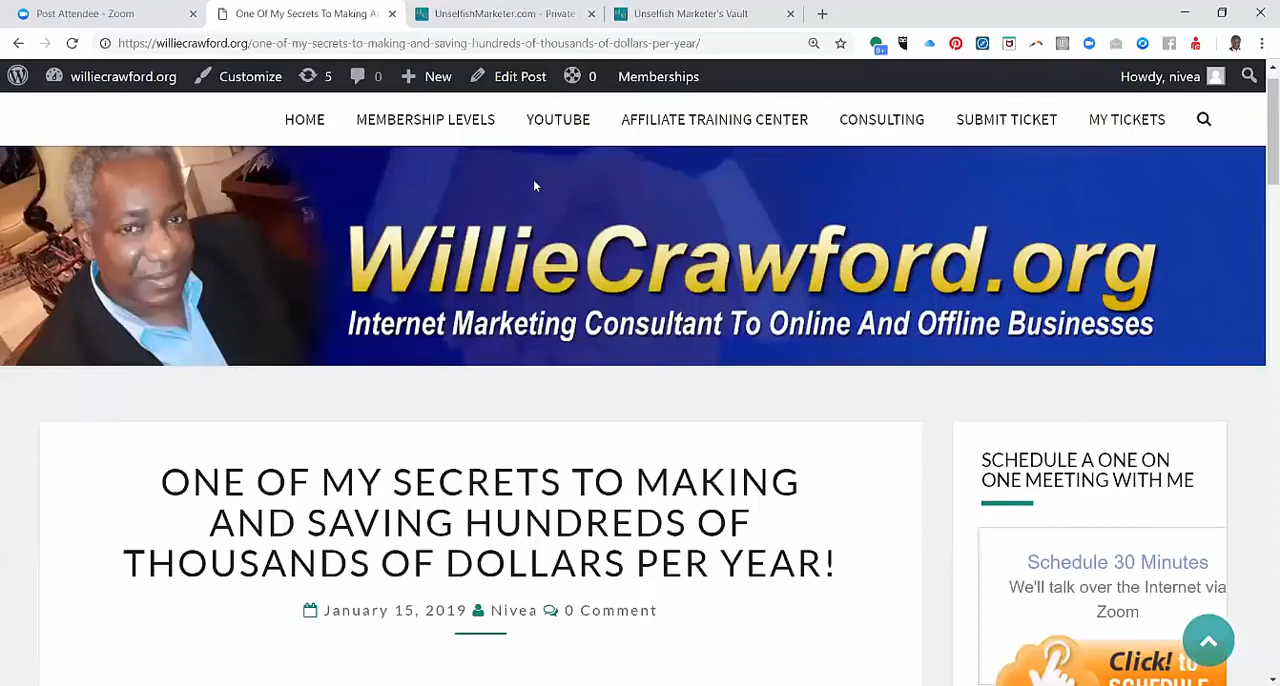 Post Attendee - Zoom
One Of My Secrets To Making A
UnselfishMarketer.com - Private
Unselfish Marketer's Vault
https://williecrawford.org/one-of-my-secrets-to-making-and-saving-hundreds-of-thousands-of-dollars-per-year/
9+
williecrawford.org
Customize
5
0
New
Edit Post
0
Memberships
Howdy, nivea
HOME
MEMBERSHIP LEVELS
YOUTUBE
AFFILIATE TRAINING CENTER
CONSULTING
SUBMIT TICKET
MY TICKETS
WillieCrawford.org
Internet Marketing Consultant To Online And Offline Businesses
ONE OF MY SECRETS TO MAKING
AND SAVING HUNDREDS OF
THOUSANDS OF DOLLARS PER YEAR!
January 15, 2019 Nivea 0 Comment
SCHEDULE A ONE ON
ONE MEETING WITH ME
Schedule 30 Minutes
We'll talk over the Internet via
Zoom
Click! to
SCHEDULE